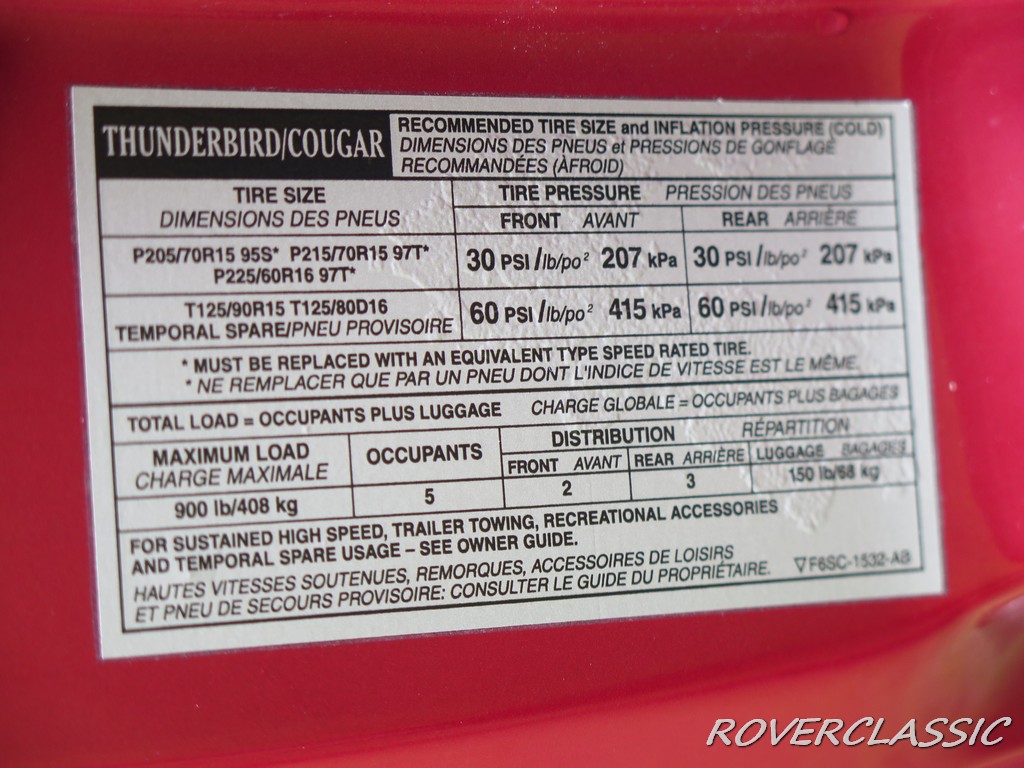 THUNDERBIRD/COUGAR
RECOMMENDED TIRE SIZE and INFLATION PRESSURE (COLD)
DIMENSIONS DES PNEUS et PRESSIONS DE GONFLAGE
RECOMMANDÉES (ÀFROID)
TIRE SIZE
DIMENSIONS DES PNEUS
TIRE PRESSURE PRESSION DES PNEUS
FRONT AVANT
REAR ARRIÈRE
P205/70R15 95S* P215/70R15 97T*
P225/60R16 97T*
30 PSI/lb/po² 207 kPa
30 PSI/lb/po² 207 kPa
T125/90R15 T125/80D16
TEMPORAL SPARE/PNEU PROVISOIRE
60 PSI/lb/po² 415 kPa
60 PSI/lb/po² 415 kPa
* MUST BE REPLACED WITH AN EQUIVALENT TYPE SPEED RATED TIRE.
* NE REMPLACER QUE PAR UN PNEU DONT L'INDICE DE VITESSE EST LE MÊME.
TOTAL LOAD = OCCUPANTS PLUS LUGGAGE CHARGE GLOBALE = OCCUPANTS PLUS BAGAGES
MAXIMUM LOAD
CHARGE MAXIMALE
OCCUPANTS
DISTRIBUTION RÉPARTITION
FRONT AVANT
REAR ARRIÈRE
LUGGAGE BAGAGES
900 lb/408 kg
5
2
3
150 lb/68 kg
FOR SUSTAINED HIGH SPEED, TRAILER TOWING, RECREATIONAL ACCESSORIES
AND TEMPORAL SPARE USAGE – SEE OWNER GUIDE.
HAUTES VITESSES SOUTENUES, REMORQUES, ACCESSOIRES DE LOISIRS
ET PNEU DE SECOURS PROVISOIRE: CONSULTER LE GUIDE DU PROPRIÉTAIRE.
▽F6SC-1532-AB
ROVERCLASSIC